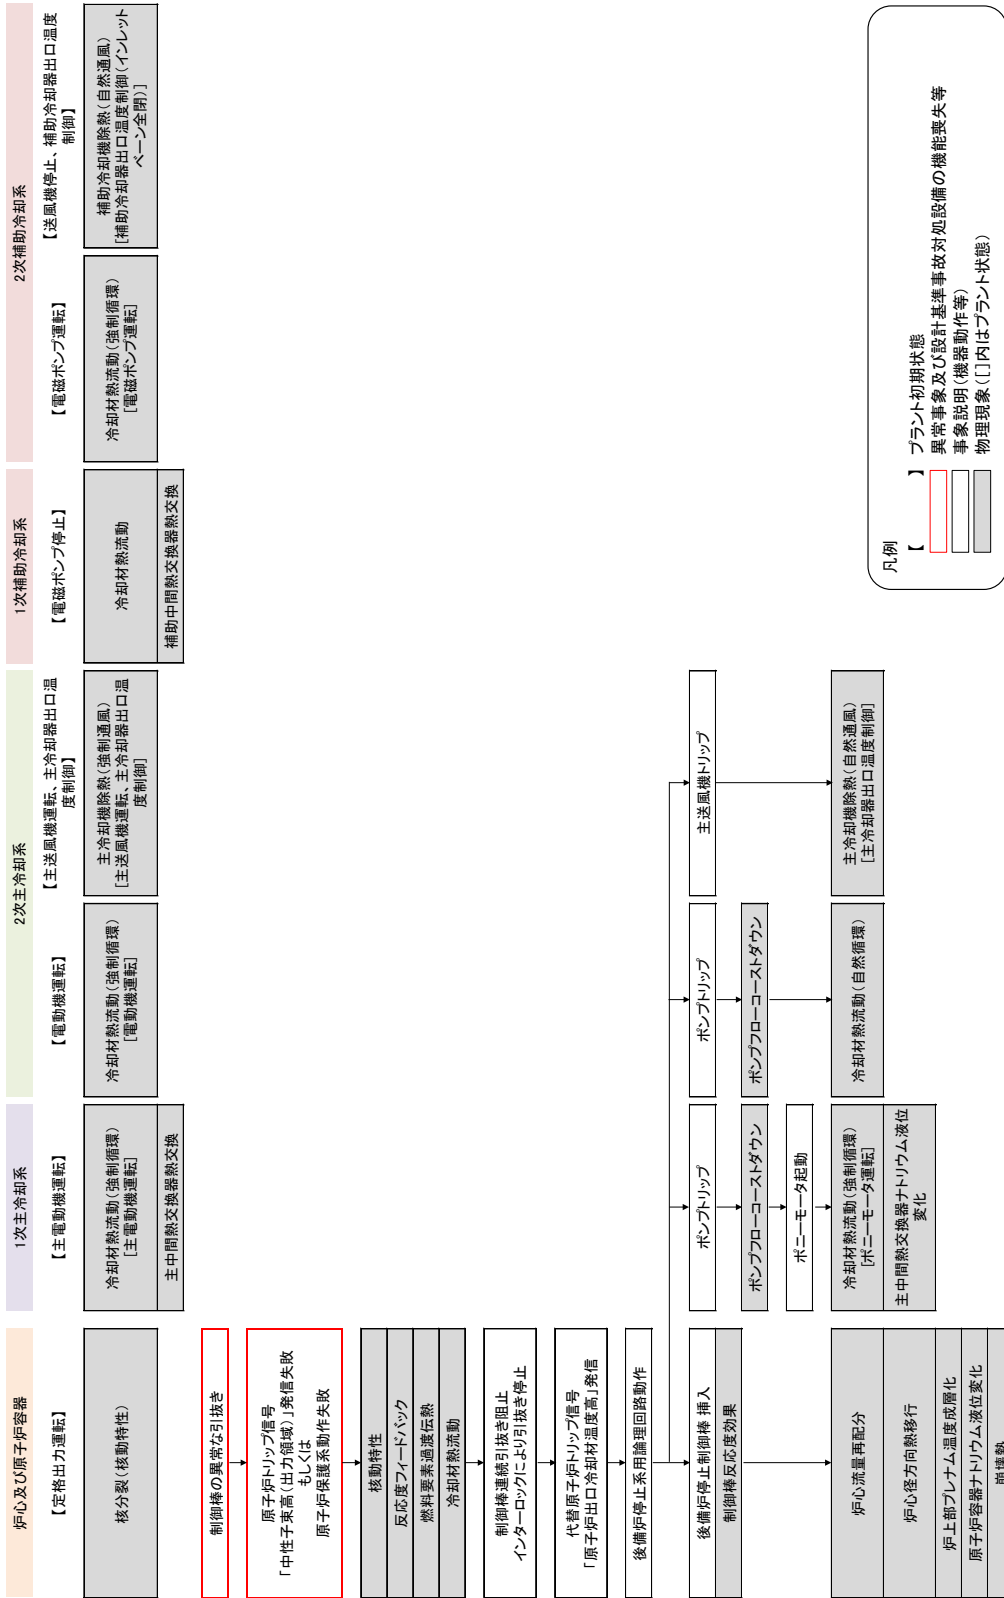 炉心及び原子炉容器
1次主冷却系
2次主冷却系
1次補助冷却系
2次補助冷却系
【定格出力運転】
【主電動機運転】
【電動機運転】
【主送風機運転、主冷却器出口温
度制御】
【電磁ポンプ停止】
【電磁ポンプ運転】
【送風機停止、補助冷却器出口温度
制御】
核分裂(核動特性)
冷却材熱流動(強制循環)
[主電動機運転]
主中間熱交換器熱交換
冷却材熱流動(強制循環)
[電動機運転]
主冷却機除熱(強制通風)
[主送風機運転、主冷却器出口温
度制御]
冷却材熱流動
補助中間熱交換器熱交換
冷却材熱流動(強制循環)
[電磁ポンプ運転]
補助冷却機除熱(自然通風)
[補助冷却器出口温度制御(インレット
ベーン全閉)]
制御棒の異常な引抜き
原子炉トリップ信号
「中性子束高(出力領域)」発信失敗
もしくは
原子炉保護系動作失敗
核動特性
反応度フィードバック
燃料要素過渡伝熱
冷却材熱流動
制御棒連続引抜き阻止
インターロックにより引抜き停止
代替原子炉トリップ信号
「原子炉出口冷却材温度高」発信
後備炉停止系用論理回路動作
後備炉停止制御棒 挿入
制御棒反応度効果
ポンプトリップ
ポンプトリップ
主送風機トリップ
ポンプフローコーストダウン
ポンプフローコーストダウン
ポニーモータ起動
炉心流量再配分
炉心径方向熱移行
炉上部プレナム温度成層化
原子炉容器ナトリウム液位変化
崩壊熱
冷却材熱流動(強制循環)
[ポニーモータ運転]
主中間熱交換器ナトリウム液位
変化
冷却材熱流動(自然循環)
主冷却機除熱(自然通風)
[主冷却器出口温度制御]
凡例
【 】 プラント初期状態
異常事象及び設計基準事故対処設備の機能喪失等
事象説明(機器動作等)
物理現象([]内はプラント状態)